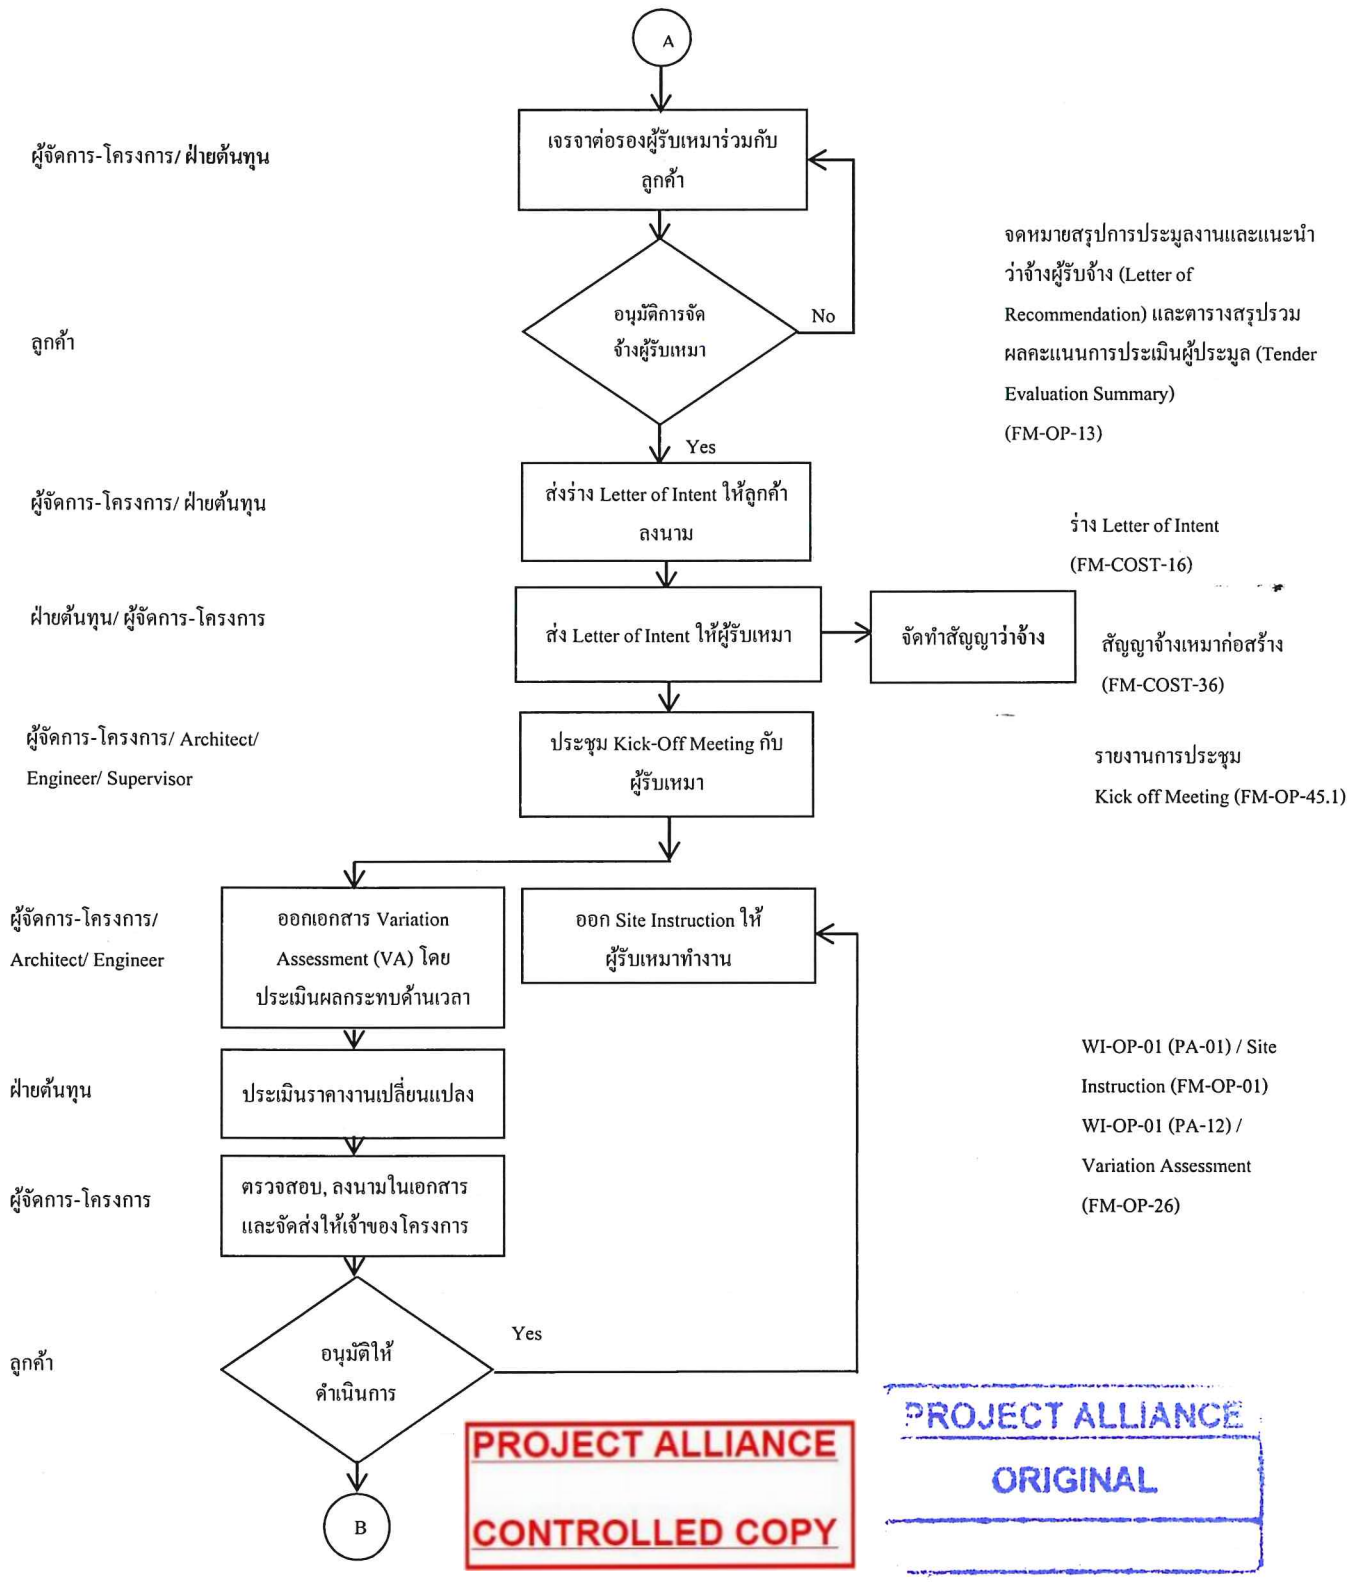 A
ผู้จัดการ-โครงการ/ ฝ่ายต้นทุน
เจรจาต่อรองผู้รับเหมาร่วมกับ
ลูกค้า
จดหมายสรุปการประมูลงานและแนะนำ
ว่าจ้างผู้รับจ้าง (Letter of
Recommendation) และตารางสรุปรวม
ผลคะแนนการประเมินผู้ประมูล (Tender
Evaluation Summary)
(FM-OP-13)
ลูกค้า
อนุมัติการจัด
จ้างผู้รับเหมา
No
Yes
ผู้จัดการ-โครงการ/ ฝ่ายต้นทุน
ส่งร่าง Letter of Intent ให้ลูกค้า
ลงนาม
ร่าง Letter of Intent
(FM-COST-16)
ฝ่ายต้นทุน/ ผู้จัดการ-โครงการ
ส่ง Letter of Intent ให้ผู้รับเหมา
จัดทำสัญญาว่าจ้าง
สัญญาจ้างเหมาก่อสร้าง
(FM-COST-36)
ผู้จัดการ-โครงการ/ Architect/
Engineer/ Supervisor
ประชุม Kick-Off Meeting กับ
ผู้รับเหมา
รายงานการประชุม
Kick off Meeting (FM-OP-45.1)
ผู้จัดการ-โครงการ/
Architect/ Engineer
ออกเอกสาร Variation
Assessment (VA) โดย
ประเมินผลกระทบด้านเวลา
ออก Site Instruction ให้
ผู้รับเหมาทำงาน
ฝ่ายต้นทุน
ประเมินราคางานเปลี่ยนแปลง
WI-OP-01 (PA-01) / Site
Instruction (FM-OP-01)
WI-OP-01 (PA-12) /
Variation Assessment
(FM-OP-26)
ผู้จัดการ-โครงการ
ตรวจสอบ, ลงนามในเอกสาร
และจัดส่งให้เจ้าของโครงการ
ลูกค้า
อนุมัติให้
ดำเนินการ
Yes
B
PROJECT ALLIANCE
CONTROLLED COPY
PROJECT ALLIANCE
ORIGINAL